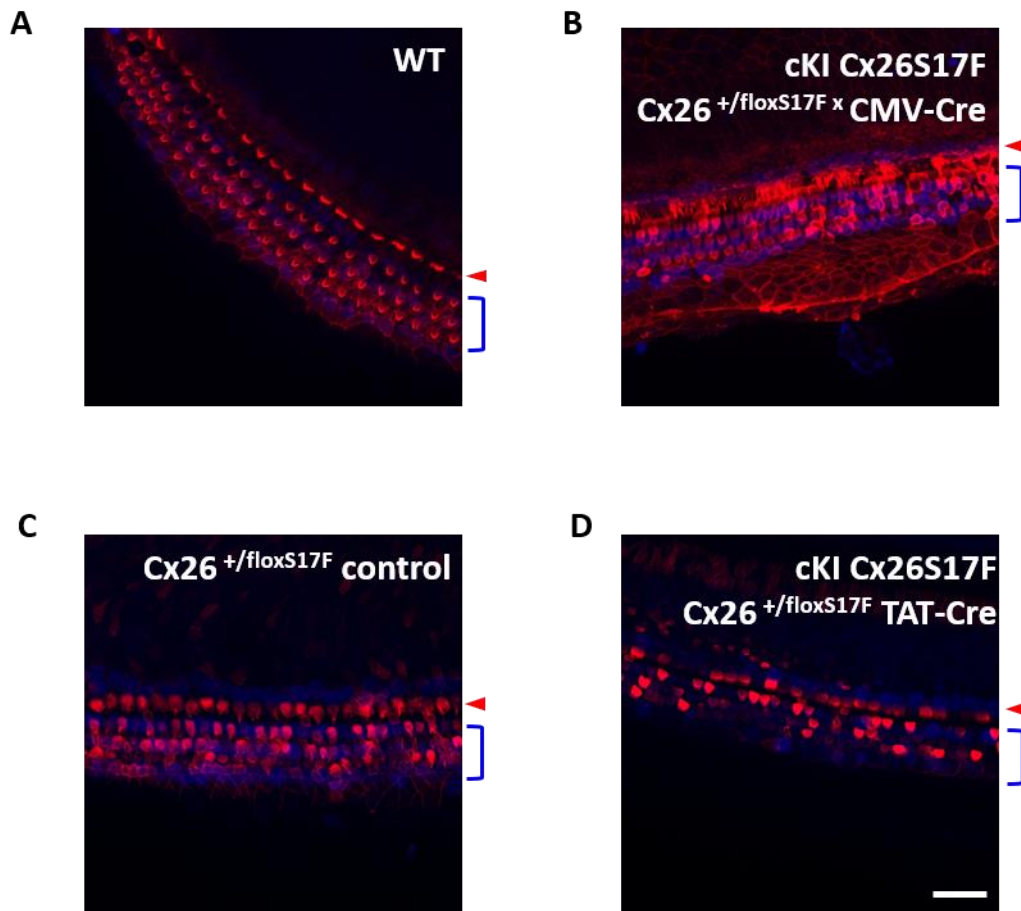 A
WT
B
cKI Cx26S17F
Cx26 +/floxS17F x CMV-Cre
C
Cx26 +/floxS17F control
D
cKI Cx26S17F
Cx26 +/floxS17F TAT-Cre